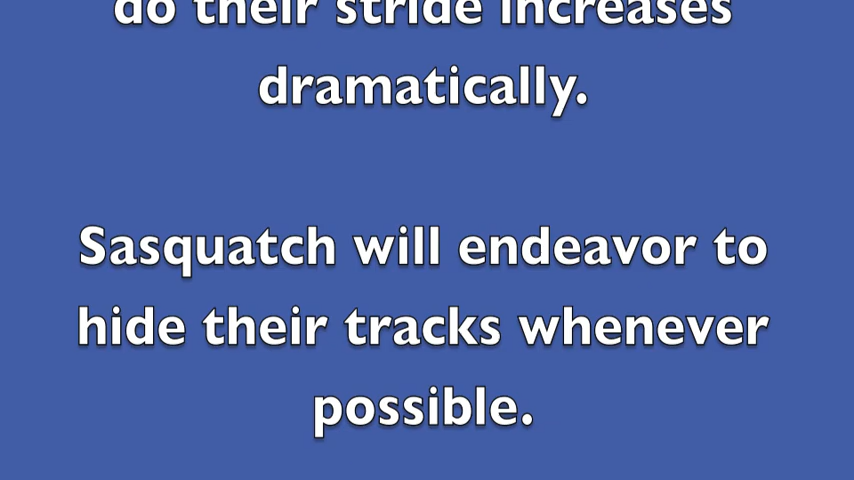 do their stride increases
dramatically.
Sasquatch will endeavor to
hide their tracks whenever
possible.